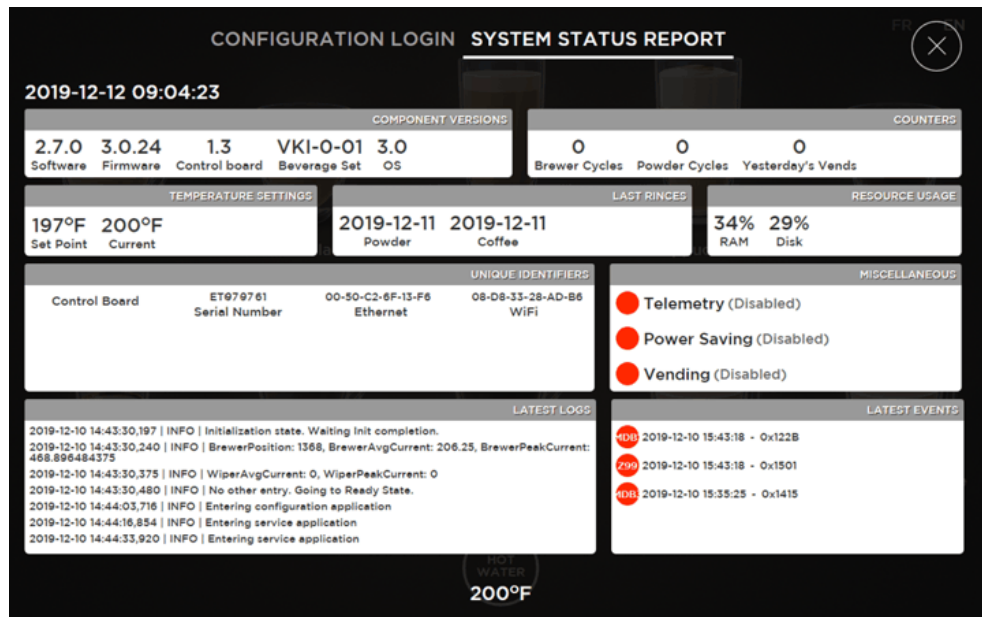 FR EN
CONFIGURATION LOGIN SYSTEM STATUS REPORT
2019-12-12 09:04:23
COMPONENT VERSIONS
2.7.0 3.0.24 1.3 VKI-0-01 3.0
Software Firmware Control board Beverage Set OS
COUNTERS
0 0 0
Brewer Cycles Powder Cycles Yesterday's Vends
TEMPERATURE SETTINGS
197°F 200°F
Set Point Current
LAST RINCES
2019-12-11 2019-12-11
Powder Coffee
RESOURCE USAGE
34% 29%
RAM Disk
UNIQUE IDENTIFIERS
Control Board ET979761 00-50-C2-6F-13-F6 08-D8-33-28-AD-B6
Serial Number Ethernet WiFi
MISCELLANEOUS
Telemetry (Disabled)
Power Saving (Disabled)
Vending (Disabled)
LATEST LOGS
2019-12-10 14:43:30,197 | INFO | Initialization state. Waiting Init completion.
2019-12-10 14:43:30,240 | INFO | BrewerPosition: 1368, BrewerAvgCurrent: 206.25, BrewerPeakCurrent:
468.896484375
2019-12-10 14:43:30,375 | INFO | WiperAvgCurrent: 0, WiperPeakCurrent: 0
2019-12-10 14:43:30,480 | INFO | No other entry. Going to Ready State.
2019-12-10 14:44:03,716 | INFO | Entering configuration application
2019-12-10 14:44:16,854 | INFO | Entering service application
2019-12-10 14:44:33,920 | INFO | Entering service application
LATEST EVENTS
MDB 2019-12-10 15:43:18 - 0x122B
Z99 2019-12-10 15:43:18 - 0x1501
MDB 2019-12-10 15:35:25 - 0x1415
HOT
WATER
200°F